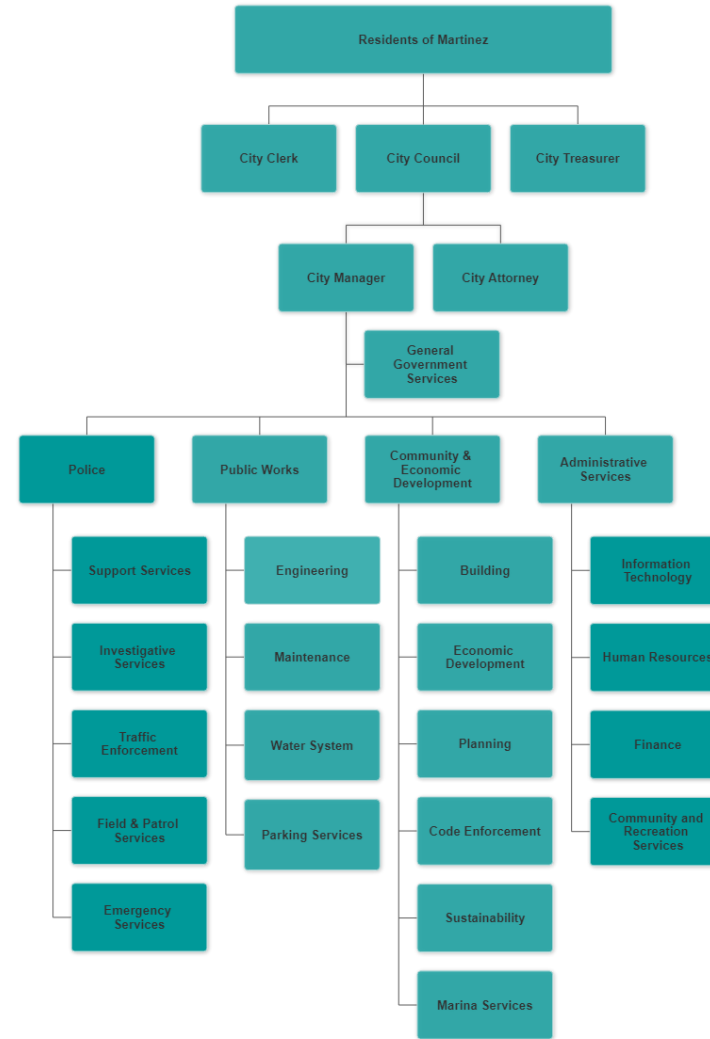 Residents of Martinez
City Clerk
City Council
City Treasurer
City Manager
City Attorney
General
Government
Services
Police
Public Works
Community &
Economic
Development
Administrative
Services
Support Services
Investigative
Services
Traffic
Enforcement
Field & Patrol
Services
Emergency
Services
Engineering
Maintenance
Water System
Parking Services
Building
Economic
Development
Planning
Code Enforcement
Sustainability
Marina Services
Information
Technology
Human Resources
Finance
Community and
Recreation
Services